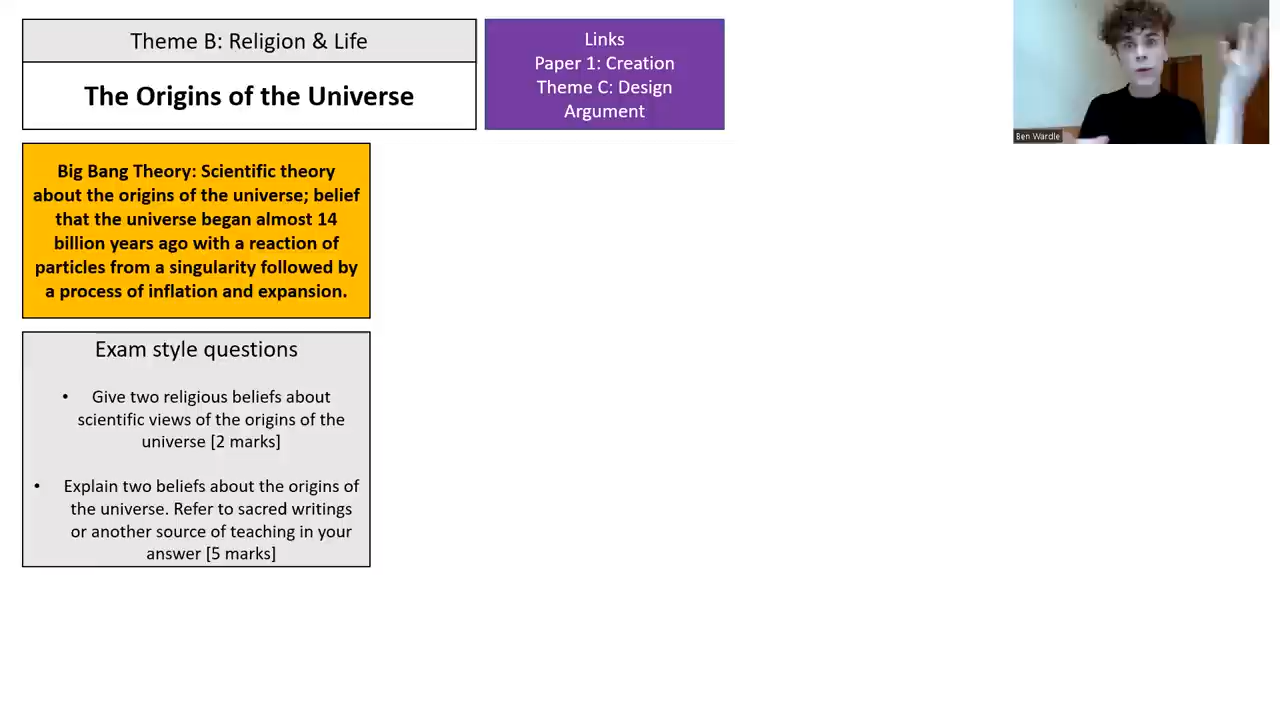 Theme B: Religion & Life
The Origins of the Universe
Links
Paper 1: Creation
Theme C: Design
Argument
Ben Wardle
Big Bang Theory: Scientific theory
about the origins of the universe; belief
that the universe began almost 14
billion years ago with a reaction of
particles from a singularity followed by
a process of inflation and expansion.
Exam style questions
• Give two religious beliefs about
scientific views of the origins of the
universe [2 marks]
• Explain two beliefs about the origins of
the universe. Refer to sacred writings
or another source of teaching in your
answer [5 marks]